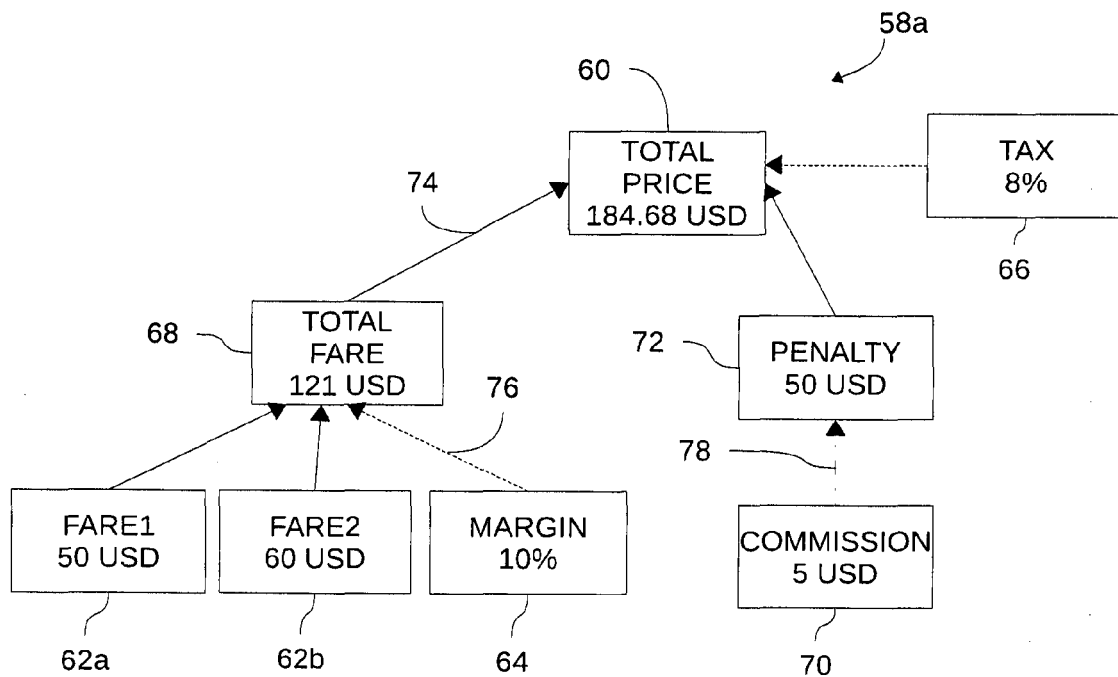 58a
60
TOTAL
PRICE
184.68 USD
TAX
8%
74
66
68
TOTAL
FARE
121 USD
72
PENALTY
50 USD
76
78
FARE1
50 USD
FARE2
60 USD
MARGIN
10%
COMMISSION
5 USD
62a
62b
64
70